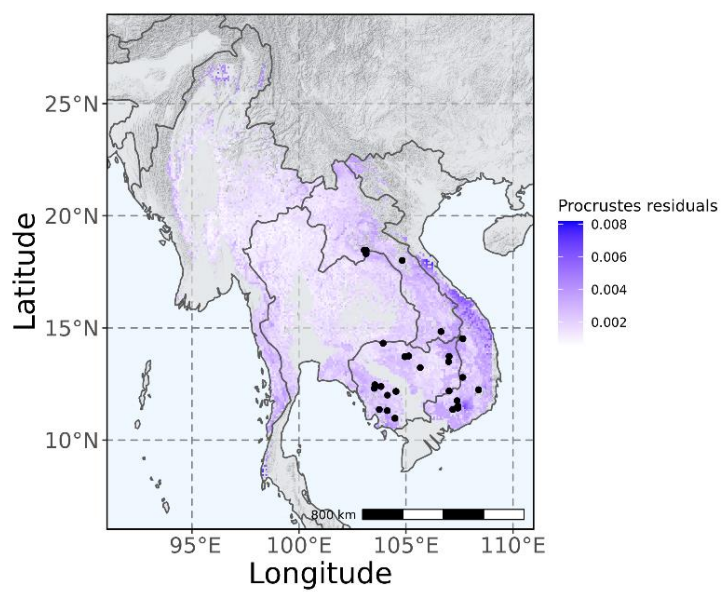 25°N
20°N
15°N
10°N
Latitude
95°E 100°E 105°E 110°E
Longitude
800 km
Procrustes residuals
0.008
0.006
0.004
0.002